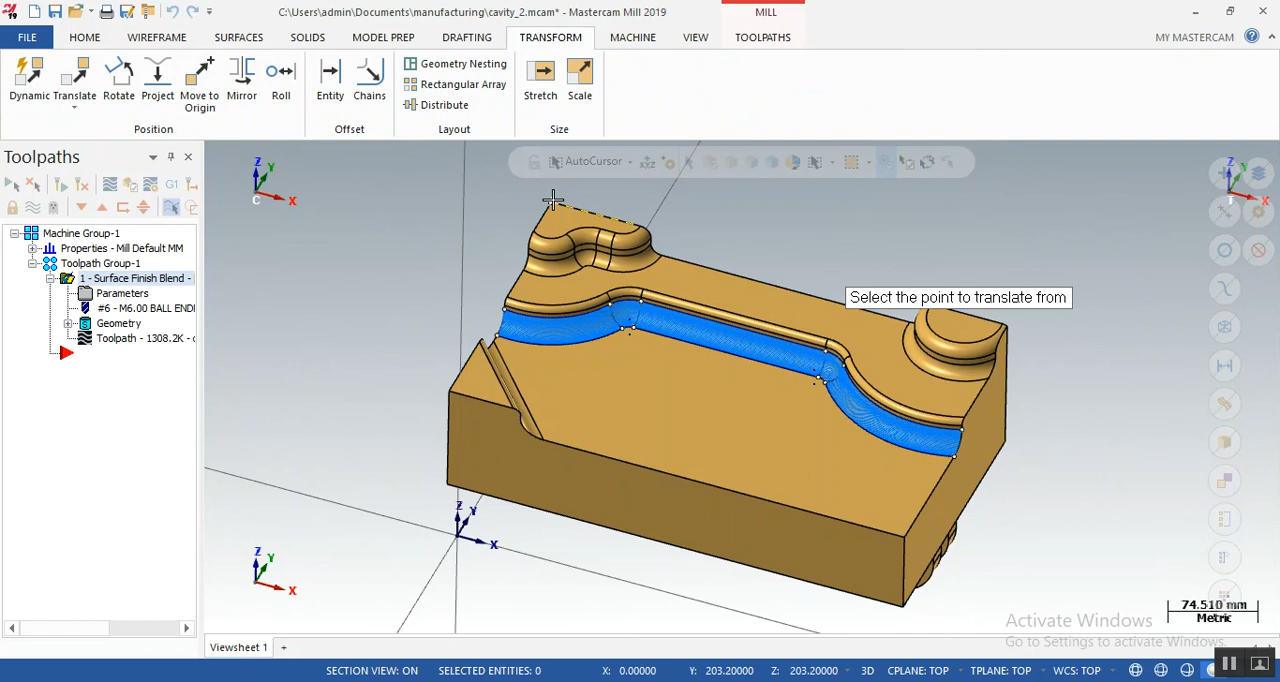 C:\Users\admin\Documents\manufacturing\cavity_2.mcam* - Mastercam Mill 2019
MILL
FILE HOME WIREFRAME SURFACES SOLIDS MODEL PREP DRAFTING TRANSFORM MACHINE VIEW TOOLPATHS MY MASTERCAM
Dynamic Translate Rotate Project Move to Origin Mirror Roll
Position
Entity Chains
Offset
Geometry Nesting
Rectangular Array
Distribute
Layout
Stretch Scale
Size
Toolpaths
G1
Machine Group-1
Properties - Mill Default MM
Toolpath Group-1
1 - Surface Finish Blend -
Parameters
#6 - M6.00 BALL ENDI
Geometry
Toolpath - 1308.2K -
AutoCursor
XYZ
Z Y X C
Z Y X T
Select the point to translate from
Z Y X
Z Y X
74.510 mm
Metric
Activate Windows
Go to Settings to activate Windows.
Viewsheet 1 +
SECTION VIEW: ON SELECTED ENTITIES: 0 X: 0.00000 Y: 203.20000 Z: 203.20000 3D CPLANE: TOP TPLANE: TOP WCS: TOP